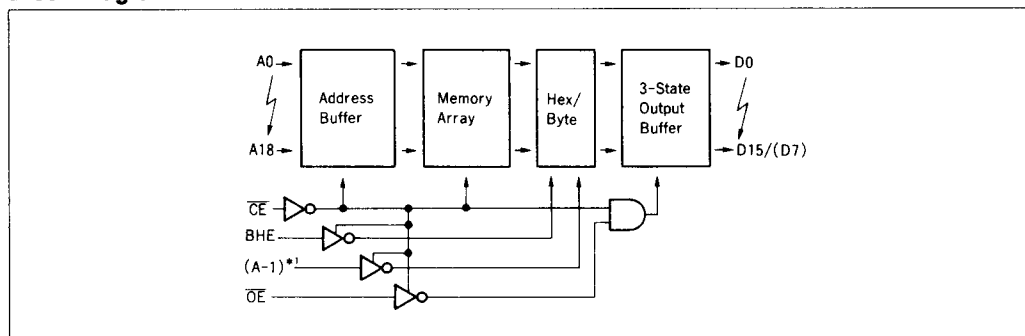 A0
Address
Buffer
Memory
Array
Hex/
Byte
3-State
Output
Buffer
D0
A18
D15/(D7)
CE
BHE
(A-1)*1
OE